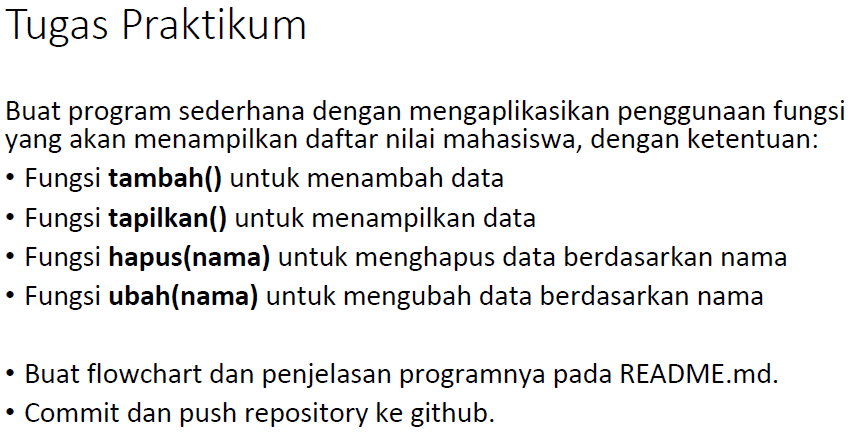 Tugas Praktikum
Buat program sederhana dengan mengaplikasikan penggunaan fungsi
yang akan menampilkan daftar nilai mahasiswa, dengan ketentuan:
• Fungsi tambah() untuk menambah data
• Fungsi tapilkan() untuk menampilkan data
• Fungsi hapus(nama) untuk menghapus data berdasarkan nama
• Fungsi ubah(nama) untuk mengubah data berdasarkan nama
• Buat flowchart dan penjelasan programnya pada README.md.
• Commit dan push repository ke github.